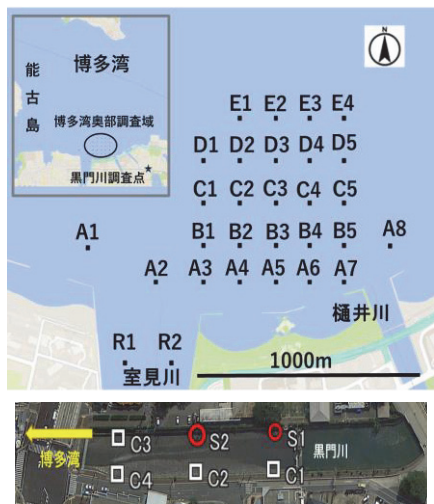 博多湾
能古島
博多湾奥部調査域
黒門川調査点
N
E1 E2 E3 E4
D1 D2 D3 D4 D5
C1 C2 C3 C4 C5
A1 B1 B2 B3 B4 B5 A8
A2 A3 A4 A5 A6 A7
樋井川
R1 R2
室見川
1000m
C3 S2 S1
博多湾
黒門川
C4 C2 C1